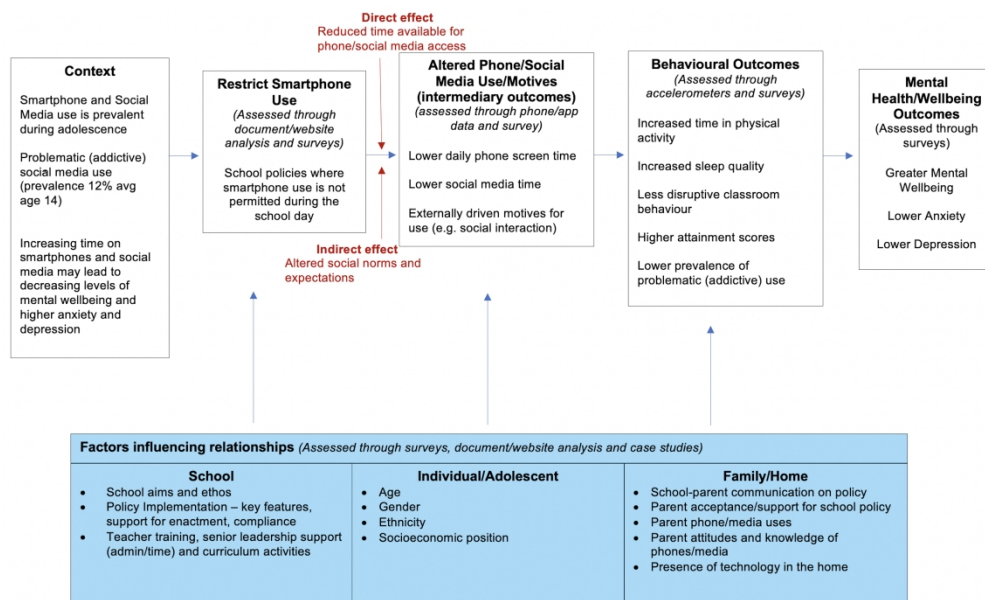 Direct effect
Reduced time available for
phone/social media access
Context
Smartphone and Social
Media use is prevalent
during adolescence
Problematic (addictive)
social media use
(prevalence 12% avg
age 14)
Increasing time on
smartphones and social
media may lead to
decreasing levels of
mental wellbeing and
higher anxiety and
depression
Restrict Smartphone
Use
(Assessed through
document/website
analysis and surveys)
School policies where
smartphone use is not
permitted during the
school day
Indirect effect
Altered social norms and
expectations
Altered Phone/Social
Media Use/Motives
(intermediary outcomes)
(assessed through phone/app
data and survey)
Lower daily phone screen time
Lower social media time
Externally driven motives for
use (e.g. social interaction)
Behavioural Outcomes
(Assessed through
accelerometers and surveys)
Increased time in physical
activity
Increased sleep quality
Less disruptive classroom
behaviour
Higher attainment scores
Lower prevalence of
problematic (addictive) use
Mental
Health/Wellbeing
Outcomes
(Assessed through
surveys)
Greater Mental
Wellbeing
Lower Anxiety
Lower Depression
Factors influencing relationships (Assessed through surveys, document/website analysis and case studies)
School
• School aims and ethos
• Policy Implementation – key features,
support for enactment, compliance
• Teacher training, senior leadership support
(admin/time) and curriculum activities
Individual/Adolescent
• Age
• Gender
• Ethnicity
• Socioeconomic position
Family/Home
• School-parent communication on policy
• Parent acceptance/support for school policy
• Parent phone/media uses
• Parent attitudes and knowledge of
phones/media
• Presence of technology in the home